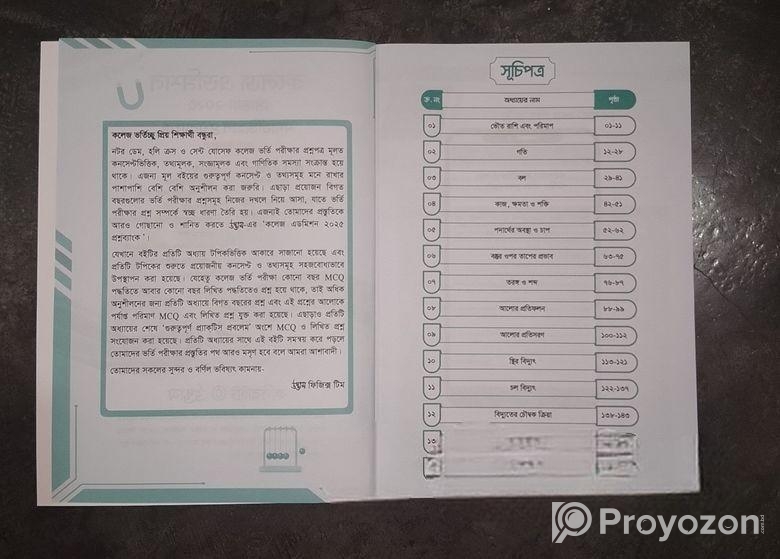 কলেজ ভর্তিচ্ছু প্রিয় শিক্ষার্থী বন্ধুরা,
নটর ডেম, হলি ক্রস ও সেন্ট যোসেফ কলেজ ভর্তি পরীক্ষার প্রশ্নপত্র মূলত
কনসেপ্টভিত্তিক, তথ্যমূলক, সংজ্ঞামূলক এবং গাণিতিক সমস্যা সংক্রান্ত হয়ে
থাকে। এজন্য মূল বইয়ের গুরুত্বপূর্ণ কনসেপ্ট ও তথ্যসমূহ মনে রাখার
পাশাপাশি বেশি বেশি অনুশীলন করা জরুরি। এছাড়া প্রয়োজন বিগত
বছরগুলোর ভর্তি পরীক্ষার প্রশ্নসমূহ নিজের দখলে নিয়ে আসা, যাতে ভর্তি
পরীক্ষার প্রশ্ন সম্পর্কে স্বচ্ছ ধারণা তৈরি হয়। এজন্যই তোমাদের প্রস্তুতিকে
আরও গোছানো ও শানিত করতে উদ্ভাস-এর 'কলেজ এডমিশন ২০২৫
প্রশ্নব্যাংক'।
যেখানে বইটির প্রতিটি অধ্যায় টপিকভিত্তিক আকারে সাজানো হয়েছে এবং
প্রতিটি টপিকের শুরুতে প্রয়োজনীয় কনসেপ্ট ও তথ্যসমূহ সহজবোধ্যভাবে
উপস্থাপন করা হয়েছে। যেহেতু কলেজ ভর্তি পরীক্ষা কোনো বছর MCQ
পদ্ধতিতে আবার কোনো বছর লিখিত পদ্ধতিতেও প্রশ্ন হয়ে থাকে, তাই অধিক
অনুশীলনের জন্য প্রতিটি অধ্যায়ে বিগত বছরের প্রশ্ন এবং এই প্রশ্নের আলোকে
পর্যাপ্ত পরিমাণ MCQ এবং লিখিত প্রশ্ন যুক্ত করা হয়েছে। এছাড়াও প্রতিটি
অধ্যায়ের শেষে 'গুরুত্বপূর্ণ প্র্যাকটিস প্রবলেম' অংশে MCQ ও লিখিত প্রশ্ন
সংযোজন করা হয়েছে। প্রতিটি অধ্যায়ের সাথে এই বইটি সমন্বয় করে পড়লে
তোমাদের ভর্তি পরীক্ষার প্রস্তুতির পথ আরও মসৃণ হবে বলে আমরা আশাবাদী।
তোমাদের সকলের সুন্দর ও বর্ণিল ভবিষ্যৎ কামনায়-
উদ্ভাস ফিজিক্স টিম
সূচিপত্র
ক্র. নং অধ্যায়ের নাম পৃষ্ঠা
০১ ভৌত রাশি এবং পরিমাপ ০১-১১
০২ গতি ১২-২৮
০৩ বল ২৯-৪১
০৪ কাজ, ক্ষমতা ও শক্তি ৪২-৫১
০৫ পদার্থের অবস্থা ও চাপ ৫২-৬২
০৬ বস্তুর ওপর তাপের প্রভাব ৬৩-৭৫
০৭ তরঙ্গ ও শব্দ ৭৬-৮৭
০৮ আলোর প্রতিফলন ৮৮-৯৯
০৯ আলোর প্রতিসরণ ১০০-১১২
১০ স্থির বিদ্যুৎ ১১৩-১২১
১১ চল বিদ্যুৎ ১২২-১৩৭
১২ বিদ্যুতের চৌম্বক ক্রিয়া ১৩৮-১৪৩
১৩
Proyozon